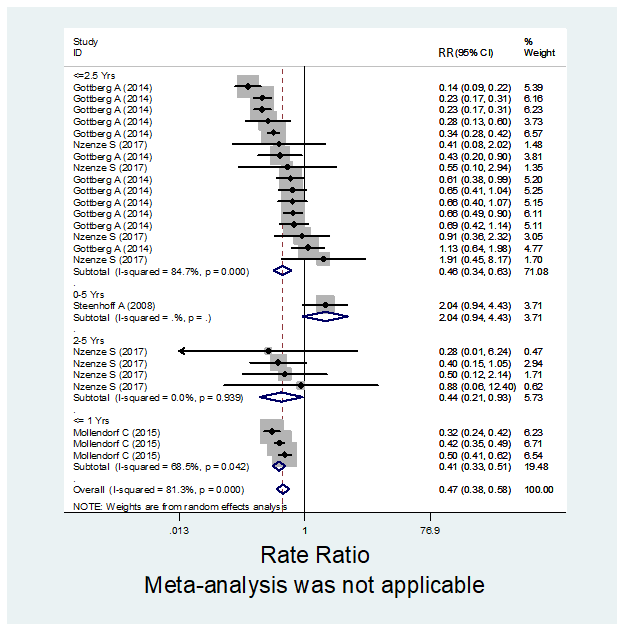 Study % 
ID RR (95% CI) Weight
<=2.5 Yrs
Gottberg A (2014) 0.14 (0.09, 0.22) 5.39
Gottberg A (2014) 0.23 (0.17, 0.31) 6.16
Gottberg A (2014) 0.23 (0.17, 0.31) 6.23
Gottberg A (2014) 0.28 (0.13, 0.60) 3.73
Gottberg A (2014) 0.34 (0.28, 0.42) 6.57
Nzenze S (2017) 0.41 (0.08, 2.02) 1.48
Gottberg A (2014) 0.43 (0.20, 0.90) 3.81
Nzenze S (2017) 0.55 (0.10, 2.94) 1.35
Gottberg A (2014) 0.61 (0.38, 0.99) 5.20
Gottberg A (2014) 0.65 (0.41, 1.04) 5.25
Gottberg A (2014) 0.66 (0.40, 1.07) 5.15
Gottberg A (2014) 0.66 (0.49, 0.90) 6.11
Gottberg A (2014) 0.69 (0.42, 1.14) 5.11
Nzenze S (2017) 0.91 (0.36, 2.32) 3.05
Gottberg A (2014) 1.13 (0.64, 1.98) 4.77
Nzenze S (2017) 1.91 (0.45, 8.17) 1.70
Subtotal (I-squared = 84.7%, p = 0.000) 0.46 (0.34, 0.63) 71.08
.
0-5 Yrs
Steenhoff A (2008) 2.04 (0.94, 4.43) 3.71
Subtotal (I-squared = .%, p = .) 2.04 (0.94, 4.43) 3.71
.
2-5 Yrs
Nzenze S (2017) 0.28 (0.01, 6.24) 0.47
Nzenze S (2017) 0.40 (0.15, 1.05) 2.94
Nzenze S (2017) 0.50 (0.12, 2.14) 1.71
Nzenze S (2017) 0.88 (0.06, 12.40) 0.62
Subtotal (I-squared = 0.0%, p = 0.939) 0.44 (0.21, 0.93) 5.73
.
<= 1 Yrs
Mollendorf C (2015) 0.32 (0.24, 0.42) 6.23
Mollendorf C (2015) 0.42 (0.35, 0.49) 6.71
Mollendorf C (2015) 0.50 (0.41, 0.62) 6.54
Subtotal (I-squared = 68.5%, p = 0.042) 0.41 (0.33, 0.51) 19.48
.
Overall (I-squared = 81.3%, p = 0.000) 0.47 (0.38, 0.58) 100.00
NOTE: Weights are from random effects analysis
.013 1 76.9
Rate Ratio
Meta-analysis was not applicable